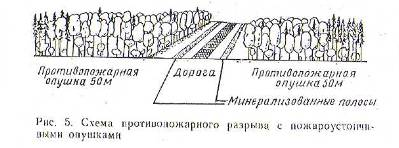 Противопожарная опушка 50м
Дорога
Противопожарная опушка 50м
Минерализованные полосы
Рис. 5. Схема противопожарного разрыва с пожароустойчи-
выми опушками